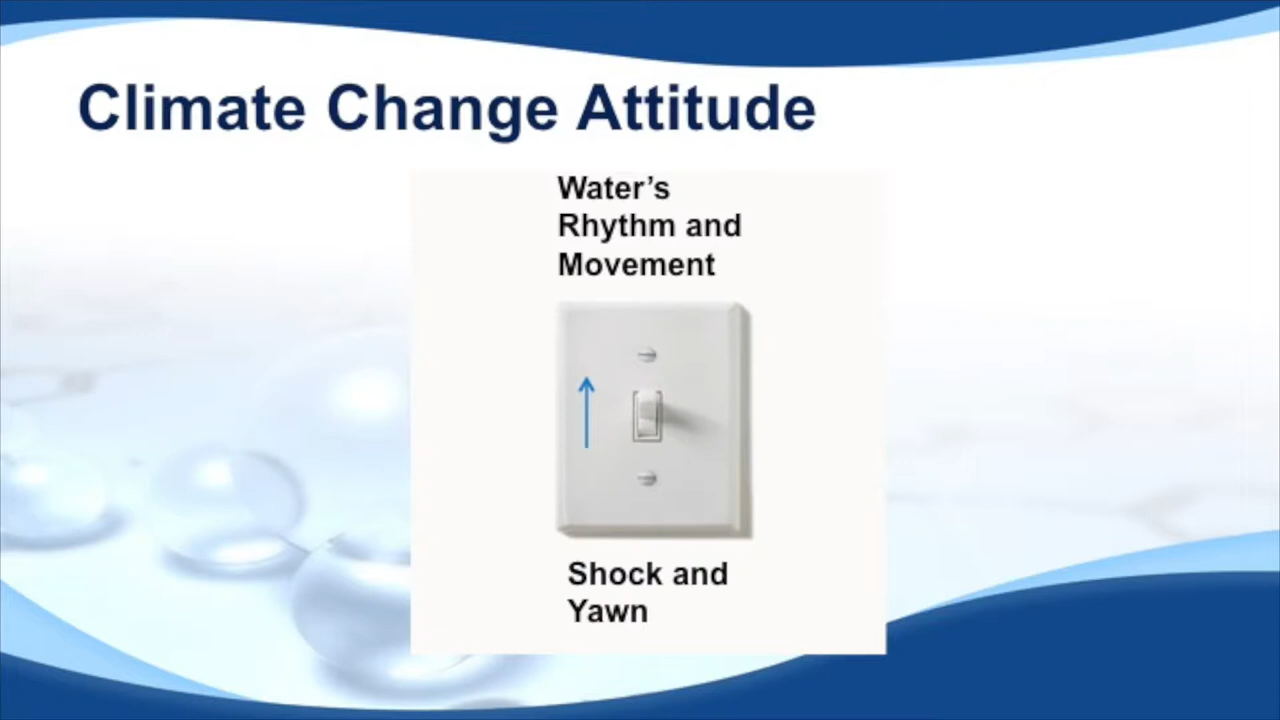 Climate Change Attitude
Water’s
Rhythm and
Movement
Shock and
Yawn